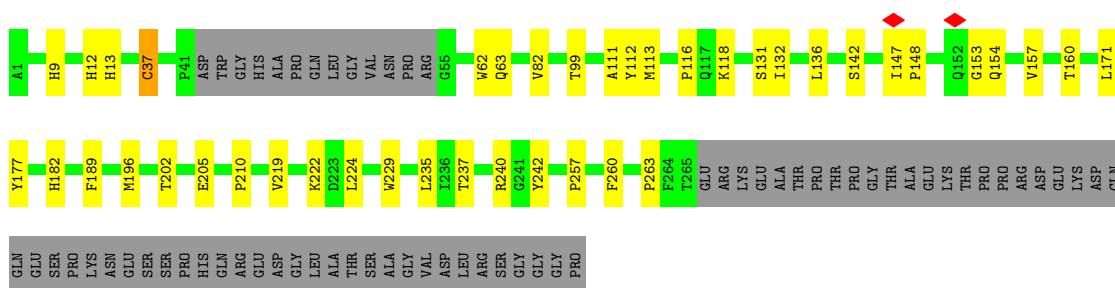 A1 H9 H12 H13 C37 P41 ASP TRP GLY HIS ALA PRO GLN LEU GLY VAL ASN PRO ARG G55 W62 Q63 V82 T99 A111 Y112 M113 P116 Q117 K118 S131 I132 L136 S142 I147 P148 Q152 G153 Q154 V157 T160 L171
Y177 H182 F189 M196 T202 E205 P210 V219 K222 D223 L224 W229 L235 I236 T237 R240 G241 Y242 P257 F260 P263 F264 T265 GLU ARG LYS GLU ALA THR PRO THR PRO GLY THR ALA GLU LYS THR PRO PRO ARG ASP GLU LYS ASP GLN
GLN GLU SER PRO LYS ASN GLU SER SER PRO HIS GLN ARG GLU ASP GLY LEU ALA THR SER ALA GLY VAL ASP LEU ARG SER GLY GLY GLY PRO